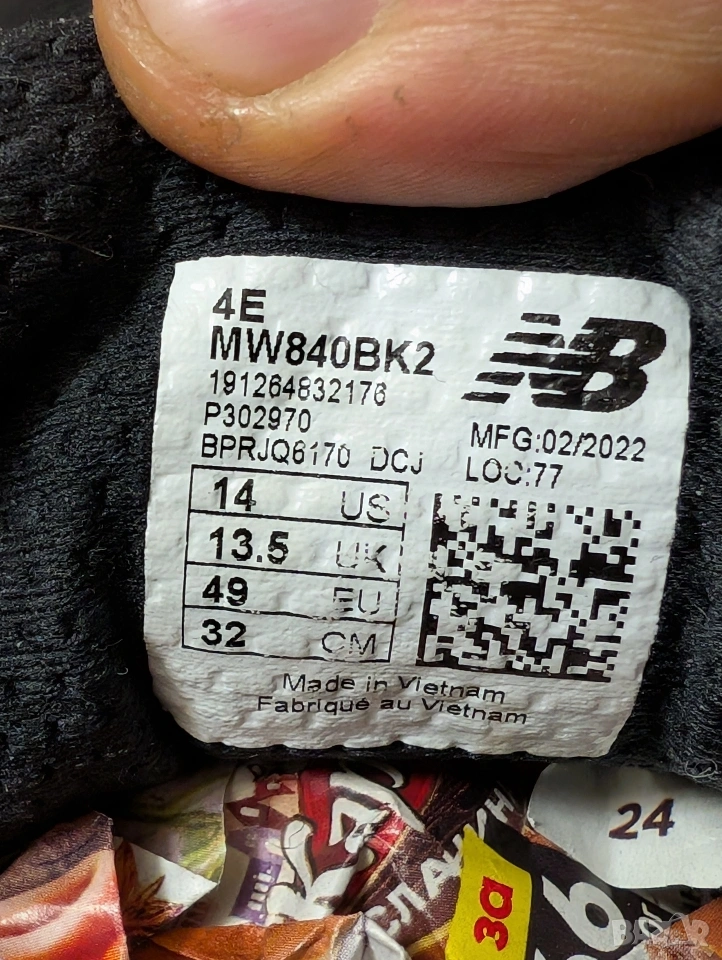 4E
MW840BK2
NB
191264832176
P302970
BPRJQ6170 DCJ
MFG:02/2022
LOC:77
14 US
13.5 UK
49 EU
32 CM
Made in Vietnam
Fabriqué au Vietnam
24
за